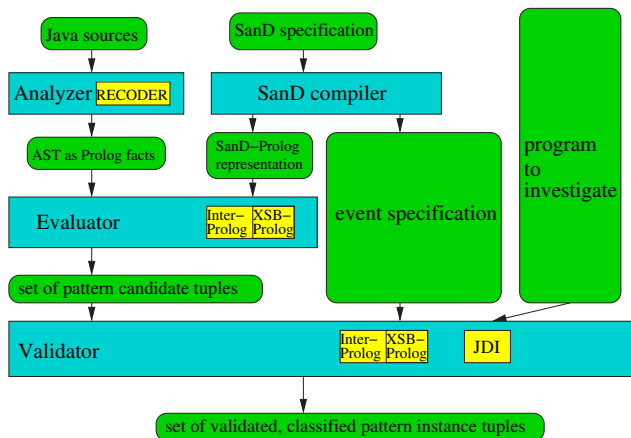 Java sources
SanD specification
Analyzer
RECODER
SanD compiler
AST as Prolog facts
SanD–Prolog
representation
program
to
investigate
event specification
Evaluator
Inter–
Prolog
XSB–
Prolog
set of pattern candidate tuples
Validator
Inter–
Prolog
XSB–
Prolog
JDI
set of validated, classified pattern instance tuples